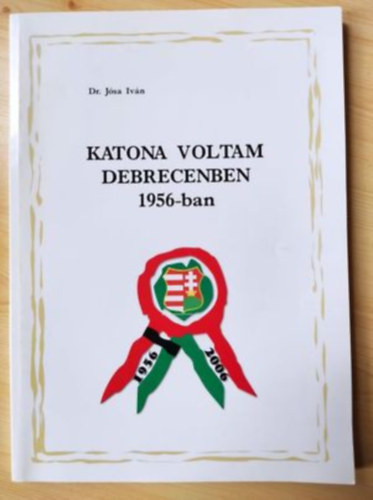 Dr. Jósa Iván
KATONA VOLTAM
DEBRECENBEN
1956-ban
1956
2006